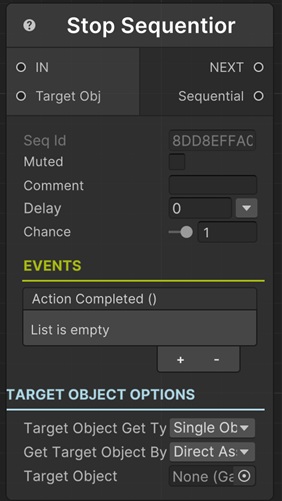 ? Stop Sequentior
IN NEXT
Target Obj Sequential
Seq Id 8DD8EFFAC
Muted
Comment
Delay 0
Chance 1
EVENTS
Action Completed ()
List is empty
+ -
TARGET OBJECT OPTIONS
Target Object Get Ty Single Ob
Get Target Object By Direct As
Target Object None (Ga